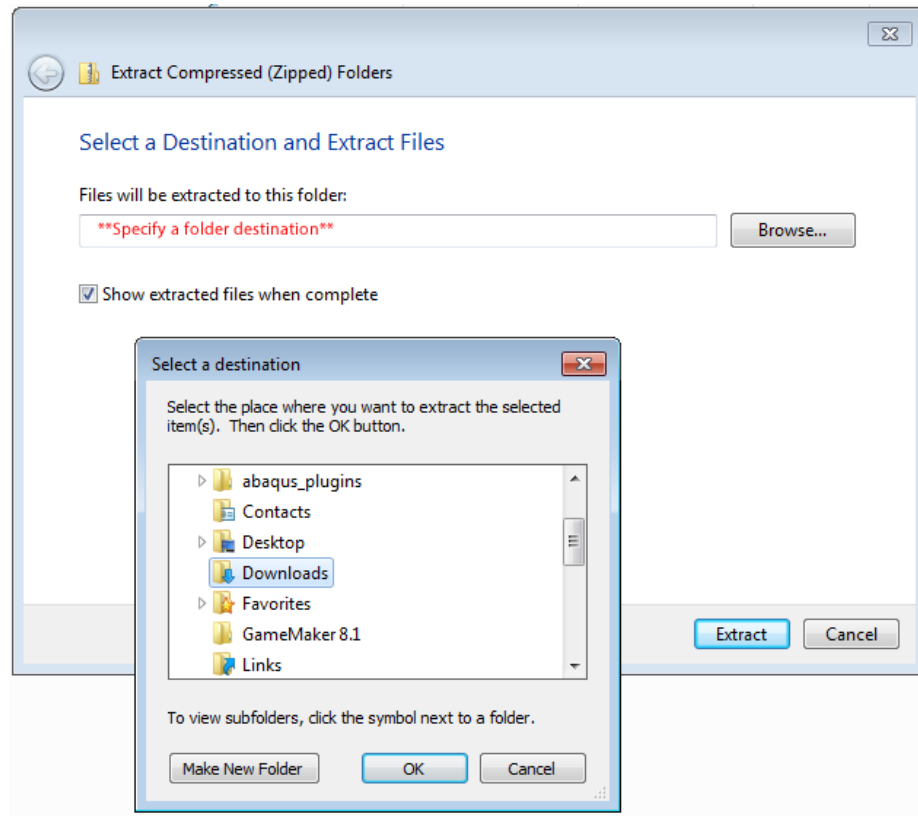 Extract Compressed (Zipped) Folders
Select a Destination and Extract Files
Files will be extracted to this folder:
**Specify a folder destination**
Browse...
Show extracted files when complete
Select a destination
Select the place where you want to extract the selected
item(s). Then click the OK button.
abaqus_plugins
Contacts
Desktop
Downloads
Favorites
GameMaker 8.1
Links
To view subfolders, click the symbol next to a folder.
Make New Folder
OK
Cancel
Extract
Cancel